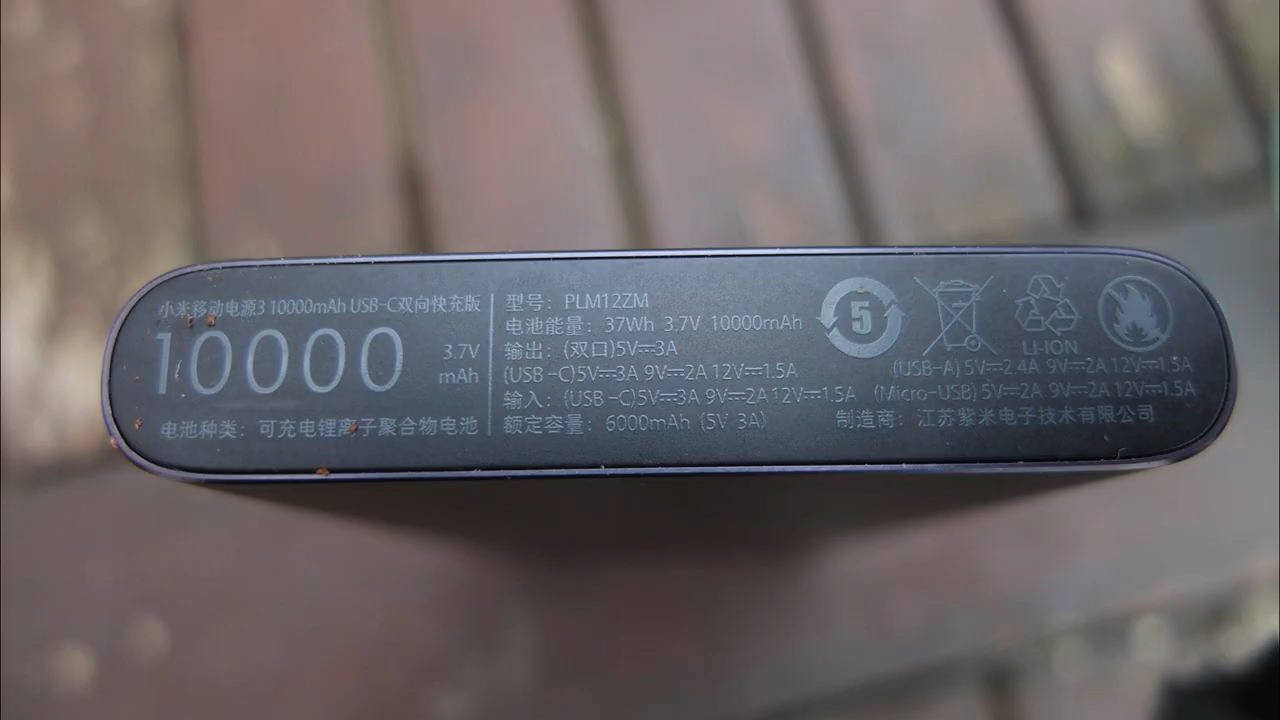 小米移动电源3 10000mAh USB-C双向快充版
10000 3.7V mAh
电池种类：可充电锂离子聚合物电池
型号：PLM12ZM
电池能量：37Wh 3.7V 10000mAh
输出：(双口)5V⎓3A
(USB-C)5V⎓3A 9V⎓2A 12V⎓1.5A (USB-A) 5V⎓2.4A 9V⎓2A 12V⎓1.5A
输入：(USB-C)5V⎓3A 9V⎓2A 12V⎓1.5A (Micro-USB) 5V⎓2A 9V⎓2A 12V⎓1.5A
额定容量：6000mAh (5V 3A) 制造商：江苏紫米电子技术有限公司
5
LI-ION